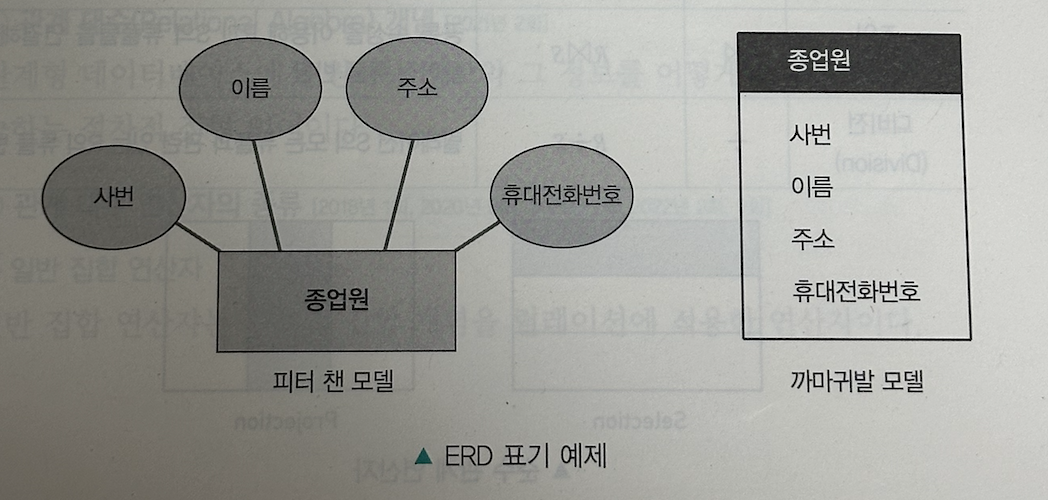 이름
주소
사번
휴대전화번호
종업원
피터 챈 모델
종업원
사번
이름
주소
휴대전화번호
까마귀발 모델
▲ ERD 표기 예제